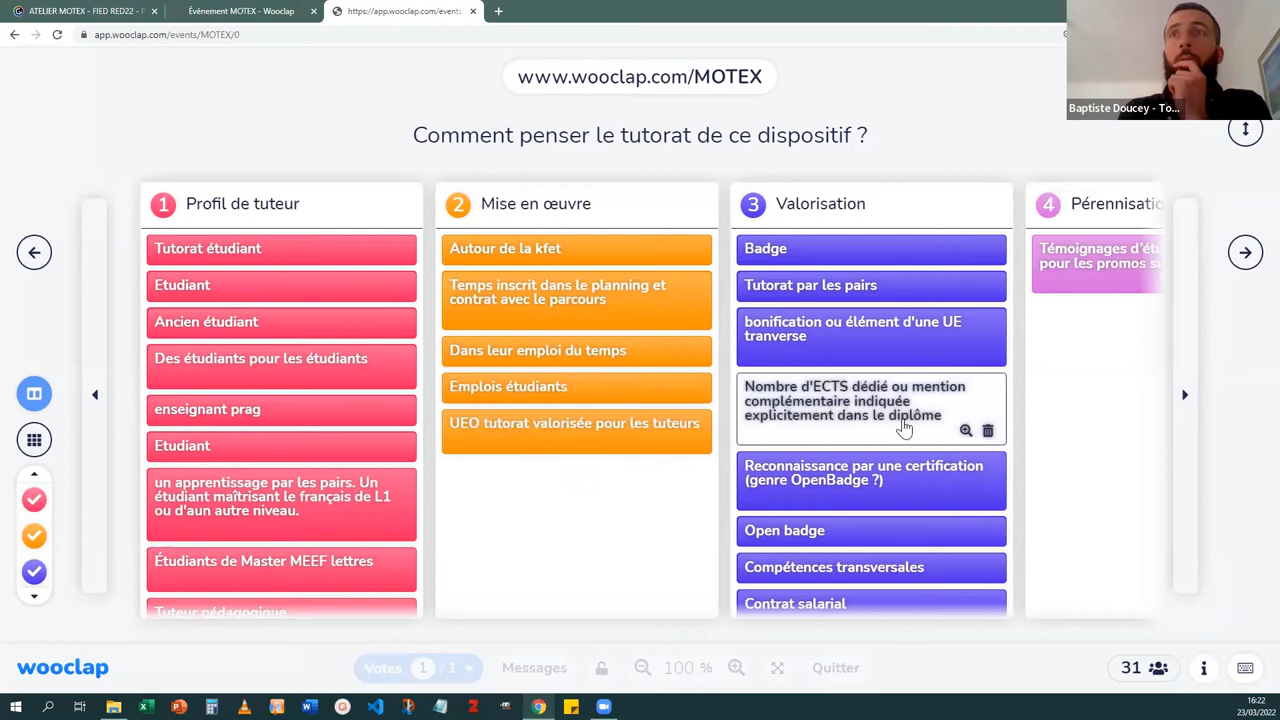 ATELIER MOTEX - FIED RED22 - P
Événement MOTEX - Wooclap
https://app.wooclap.com/events
app.wooclap.com/events/MOTEX/0
Baptiste Doucey - To...
www.wooclap.com/MOTEX
Comment penser le tutorat de ce dispositif ?
1 Profil de tuteur
Tutorat étudiant
Etudiant
Ancien étudiant
Des étudiants pour les étudiants
enseignant prag
Etudiant
un apprentissage par les pairs. Un
étudiant maîtrisant le français de L1
ou d'aun autre niveau.
Étudiants de Master MEEF lettres
Tuteur pédagogique
2 Mise en œuvre
Autour de la kfet
Temps inscrit dans le planning et
contrat avec le parcours
Dans leur emploi du temps
Emplois étudiants
UEO tutorat valorisée pour les tuteurs
3 Valorisation
Badge
Tutorat par les pairs
bonification ou élément d'une UE
tranverse
Nombre d'ECTS dédié ou mention
complémentaire indiquée
explicitement dans le diplôme
Reconnaissance par une certification
(genre OpenBadge ?)
Open badge
Compétences transversales
Contrat salarial
4 Pérennisatio
Témoignages d'étu
pour les promos su
wooclap
Votes 1 / 1
Messages
100 %
Quitter
31
16:22
23/03/2022